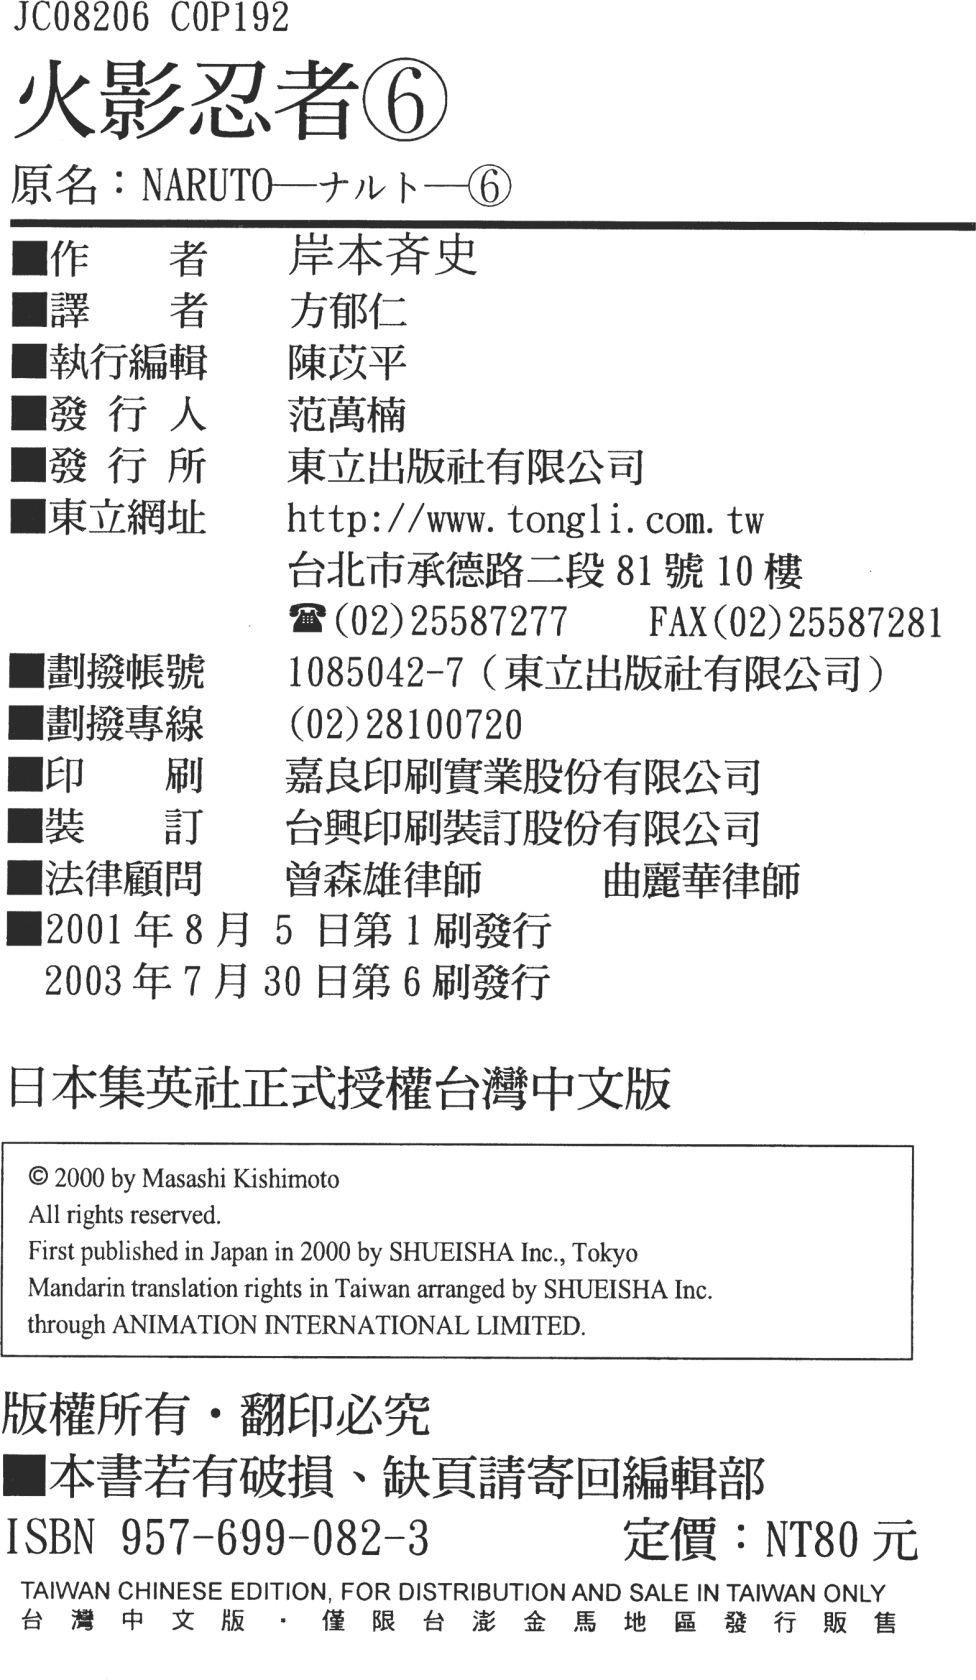 JC08206 C0P192
火影忍者⑥
原名：NARUTO—ナルト—⑥
■作　　者　　岸本斉史
■譯　　者　　方郁仁
■執行編輯　　陳苡平
■發 行 人　　范萬楠
■發 行 所　　東立出版社有限公司
■東立網址　　http://www.tongli.com.tw
台北市承德路二段81號10樓
☎(02)25587277　FAX(02)25587281
■劃撥帳號　　1085042-7（東立出版社有限公司）
■劃撥專線　　(02)28100720
■印　　刷　　嘉良印刷實業股份有限公司
■裝　　訂　　台興印刷裝訂股份有限公司
■法律顧問　　曾森雄律師　　曲麗華律師
■2001年8月 5 日第1刷發行
2003年7月30日第6刷發行
日本集英社正式授權台灣中文版
© 2000 by Masashi Kishimoto
All rights reserved.
First published in Japan in 2000 by SHUEISHA Inc., Tokyo
Mandarin translation rights in Taiwan arranged by SHUEISHA Inc.
through ANIMATION INTERNATIONAL LIMITED.
版權所有・翻印必究
■本書若有破損、缺頁請寄回編輯部
ISBN 957-699-082-3　定價：NT80元
TAIWAN CHINESE EDITION, FOR DISTRIBUTION AND SALE IN TAIWAN ONLY
台灣中文版・僅限台澎金馬地區發行販售